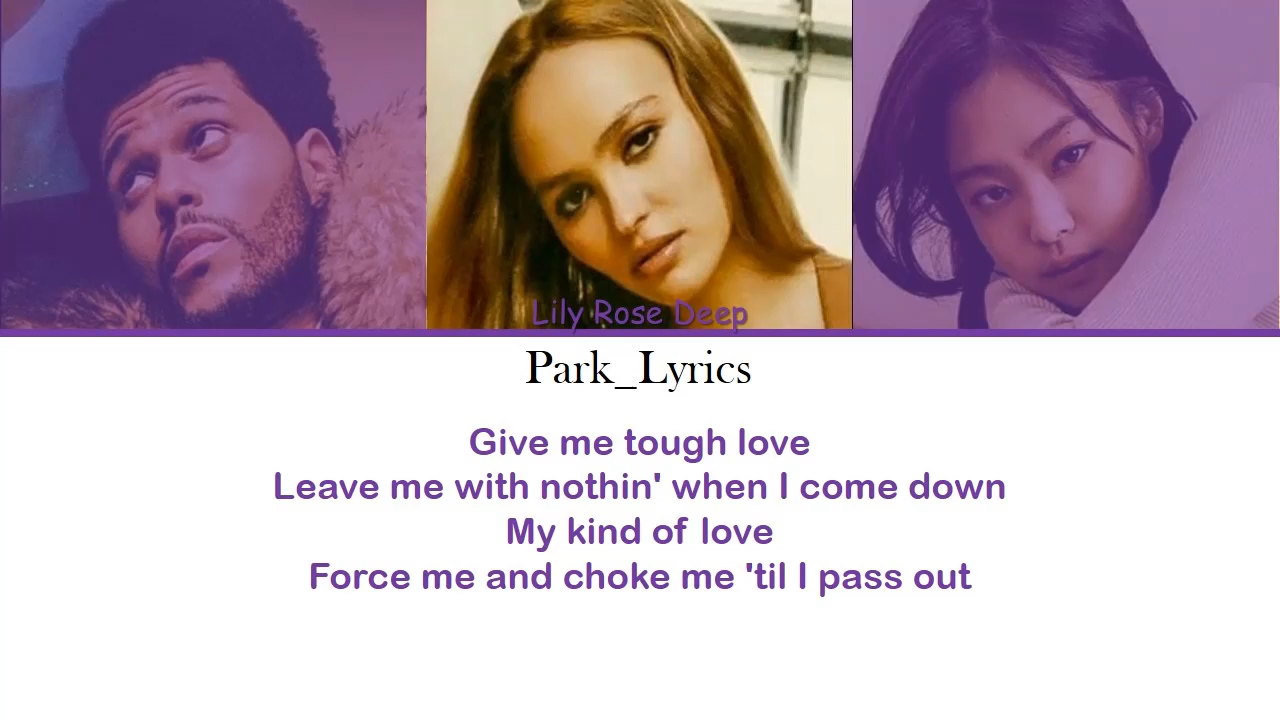 Lily Rose Deep
Park_Lyrics
Give me tough love
Leave me with nothin' when I come down
My kind of love
Force me and choke me 'til I pass out